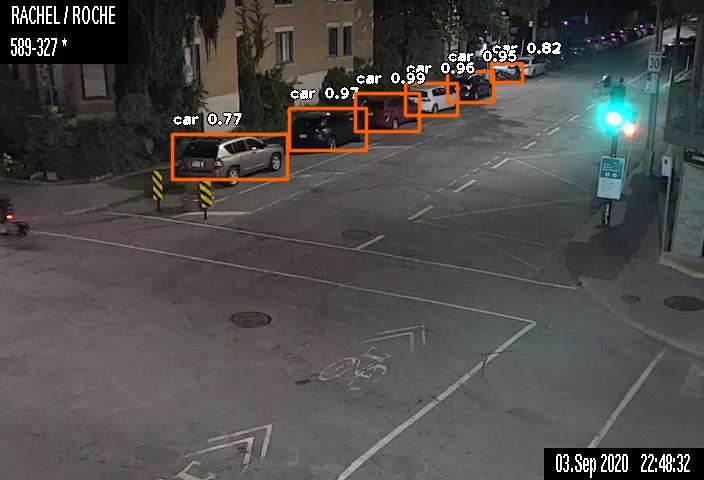 RACHEL / ROCHE
589-327 *
car 0.82
car 0.95
car 0.96
car 0.99
car 0.97
car 0.77
30
03.Sep 2020 22:48:32